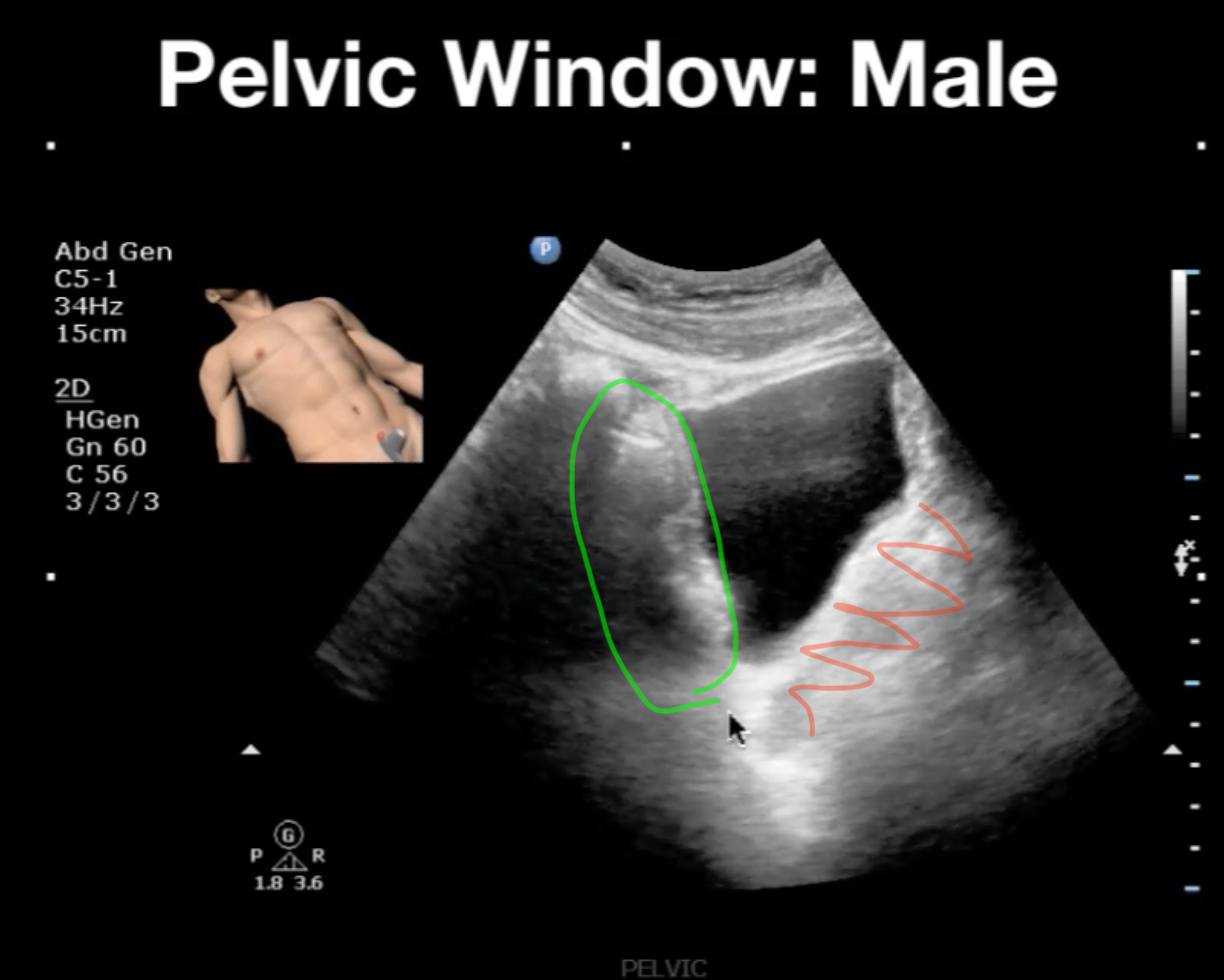 Pelvic Window: Male
P
Abd Gen
C5-1
34Hz
15cm
2D
HGen
Gn 60
C 56
3/3/3
G
P R
1.8 3.6
PELVIC